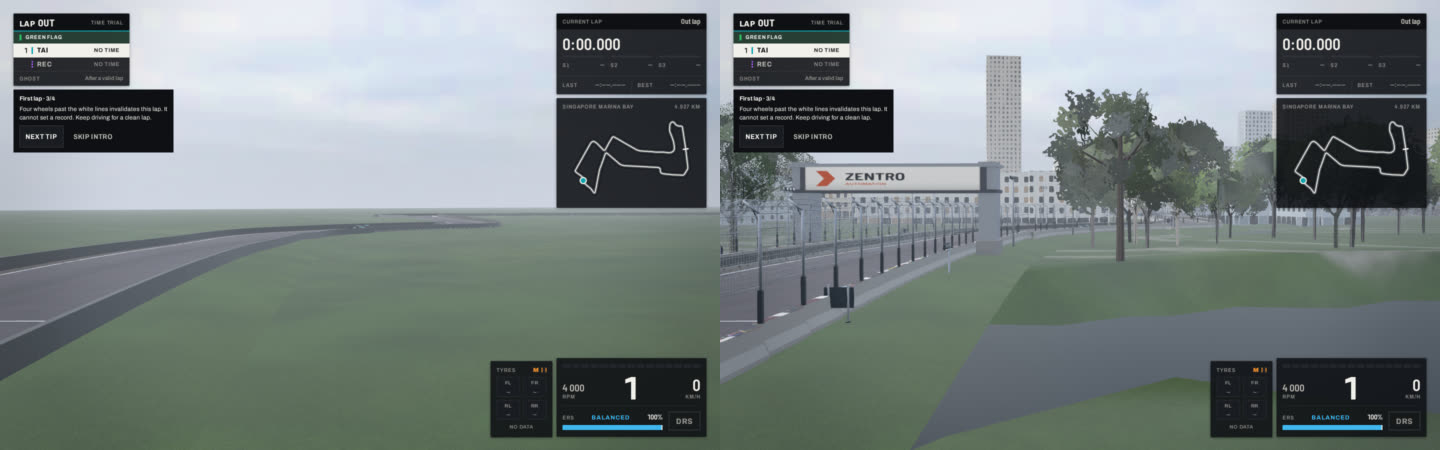 LAP OUT TIME TRIAL
GREEN FLAG
1 TAI NO TIME
REC NO TIME
GHOST After a valid lap
First lap · 3/4
Four wheels past the white lines invalidates this lap. It
cannot set a record. Keep driving for a clean lap.
NEXT TIP SKIP INTRO
CURRENT LAP Out lap
0:00.000
S1 – S2 – S3 –
LAST –:––.––– BEST –:––.–––
SINGAPORE MARINA BAY 4.927 KM
TYRES M
FL FR
– –
RL RR
– –
NO DATA
4 000 1 0
RPM KM/H
ERS BALANCED 100% DRS
LAP OUT TIME TRIAL
GREEN FLAG
1 TAI NO TIME
REC NO TIME
GHOST After a valid lap
First lap · 3/4
Four wheels past the white lines invalidates this lap. It
cannot set a record. Keep driving for a clean lap.
NEXT TIP SKIP INTRO
ZENTRO
AUTOMATION
CURRENT LAP Out lap
0:00.000
S1 – S2 – S3 –
LAST –:––.––– BEST –:––.–––
SINGAPORE MARINA BAY 4.927 KM
TYRES M
FL FR
– –
RL RR
– –
NO DATA
4 000 1 0
RPM KM/H
ERS BALANCED 100% DRS